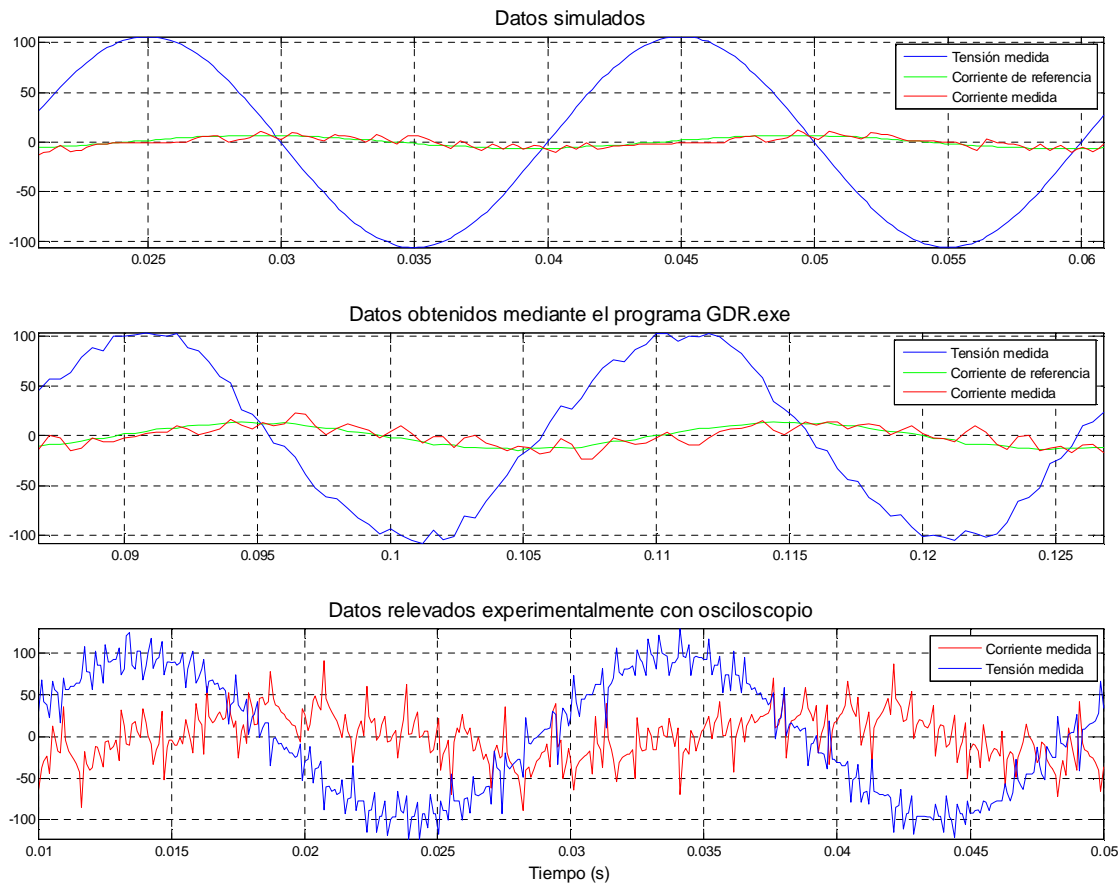 Datos simulados
100
50
0
-50
-100
Tensión medida
Corriente de referencia
Corriente medida
0.025 0.03 0.035 0.04 0.045 0.05 0.055 0.06
Datos obtenidos mediante el programa GDR.exe
100
50
0
-50
-100
Tensión medida
Corriente de referencia
Corriente medida
0.09 0.095 0.1 0.105 0.11 0.115 0.12 0.125
Datos relevados experimentalmente con osciloscopio
100
50
0
-50
-100
Corriente medida
Tensión medida
0.01 0.015 0.02 0.025 0.03 0.035 0.04 0.045 0.05
Tiempo (s)